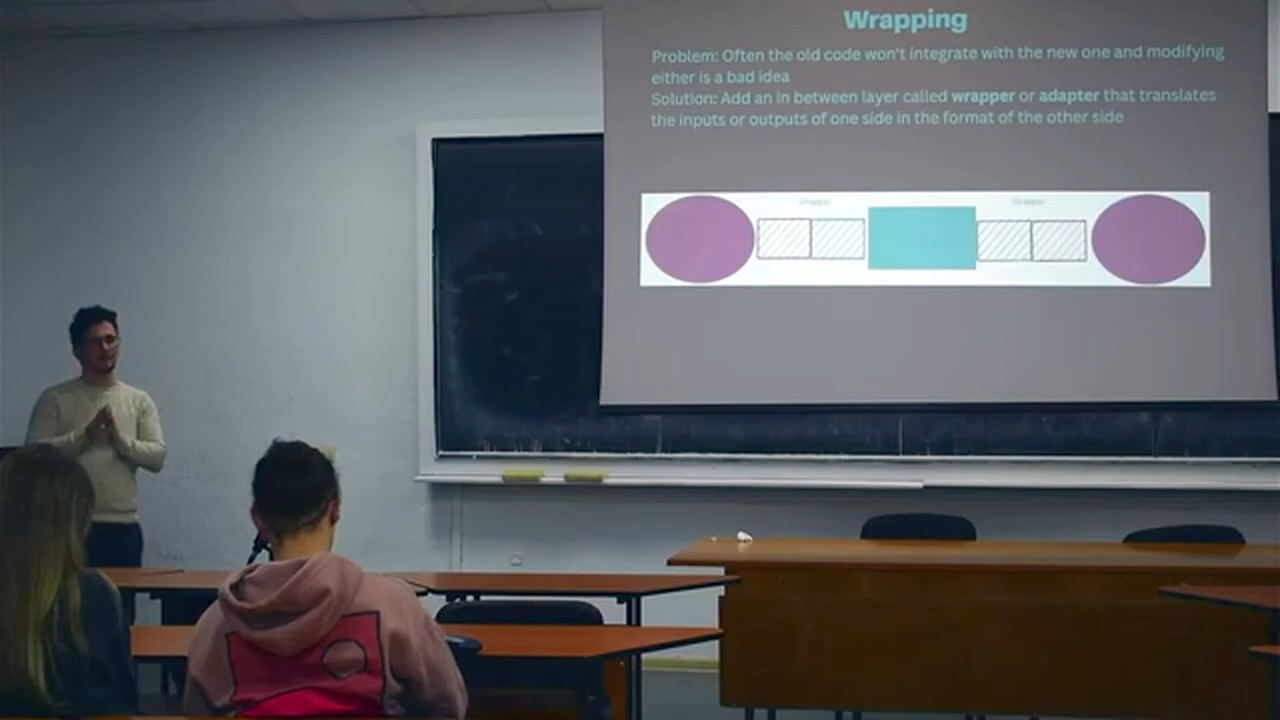 Wrapping
Problem: Often the old code won't integrate with the new one and modifying
either is a bad idea
Solution: Add an in between layer called wrapper or adapter that translates
the inputs or outputs of one side in the format of the other side
Wrapper Wrapper